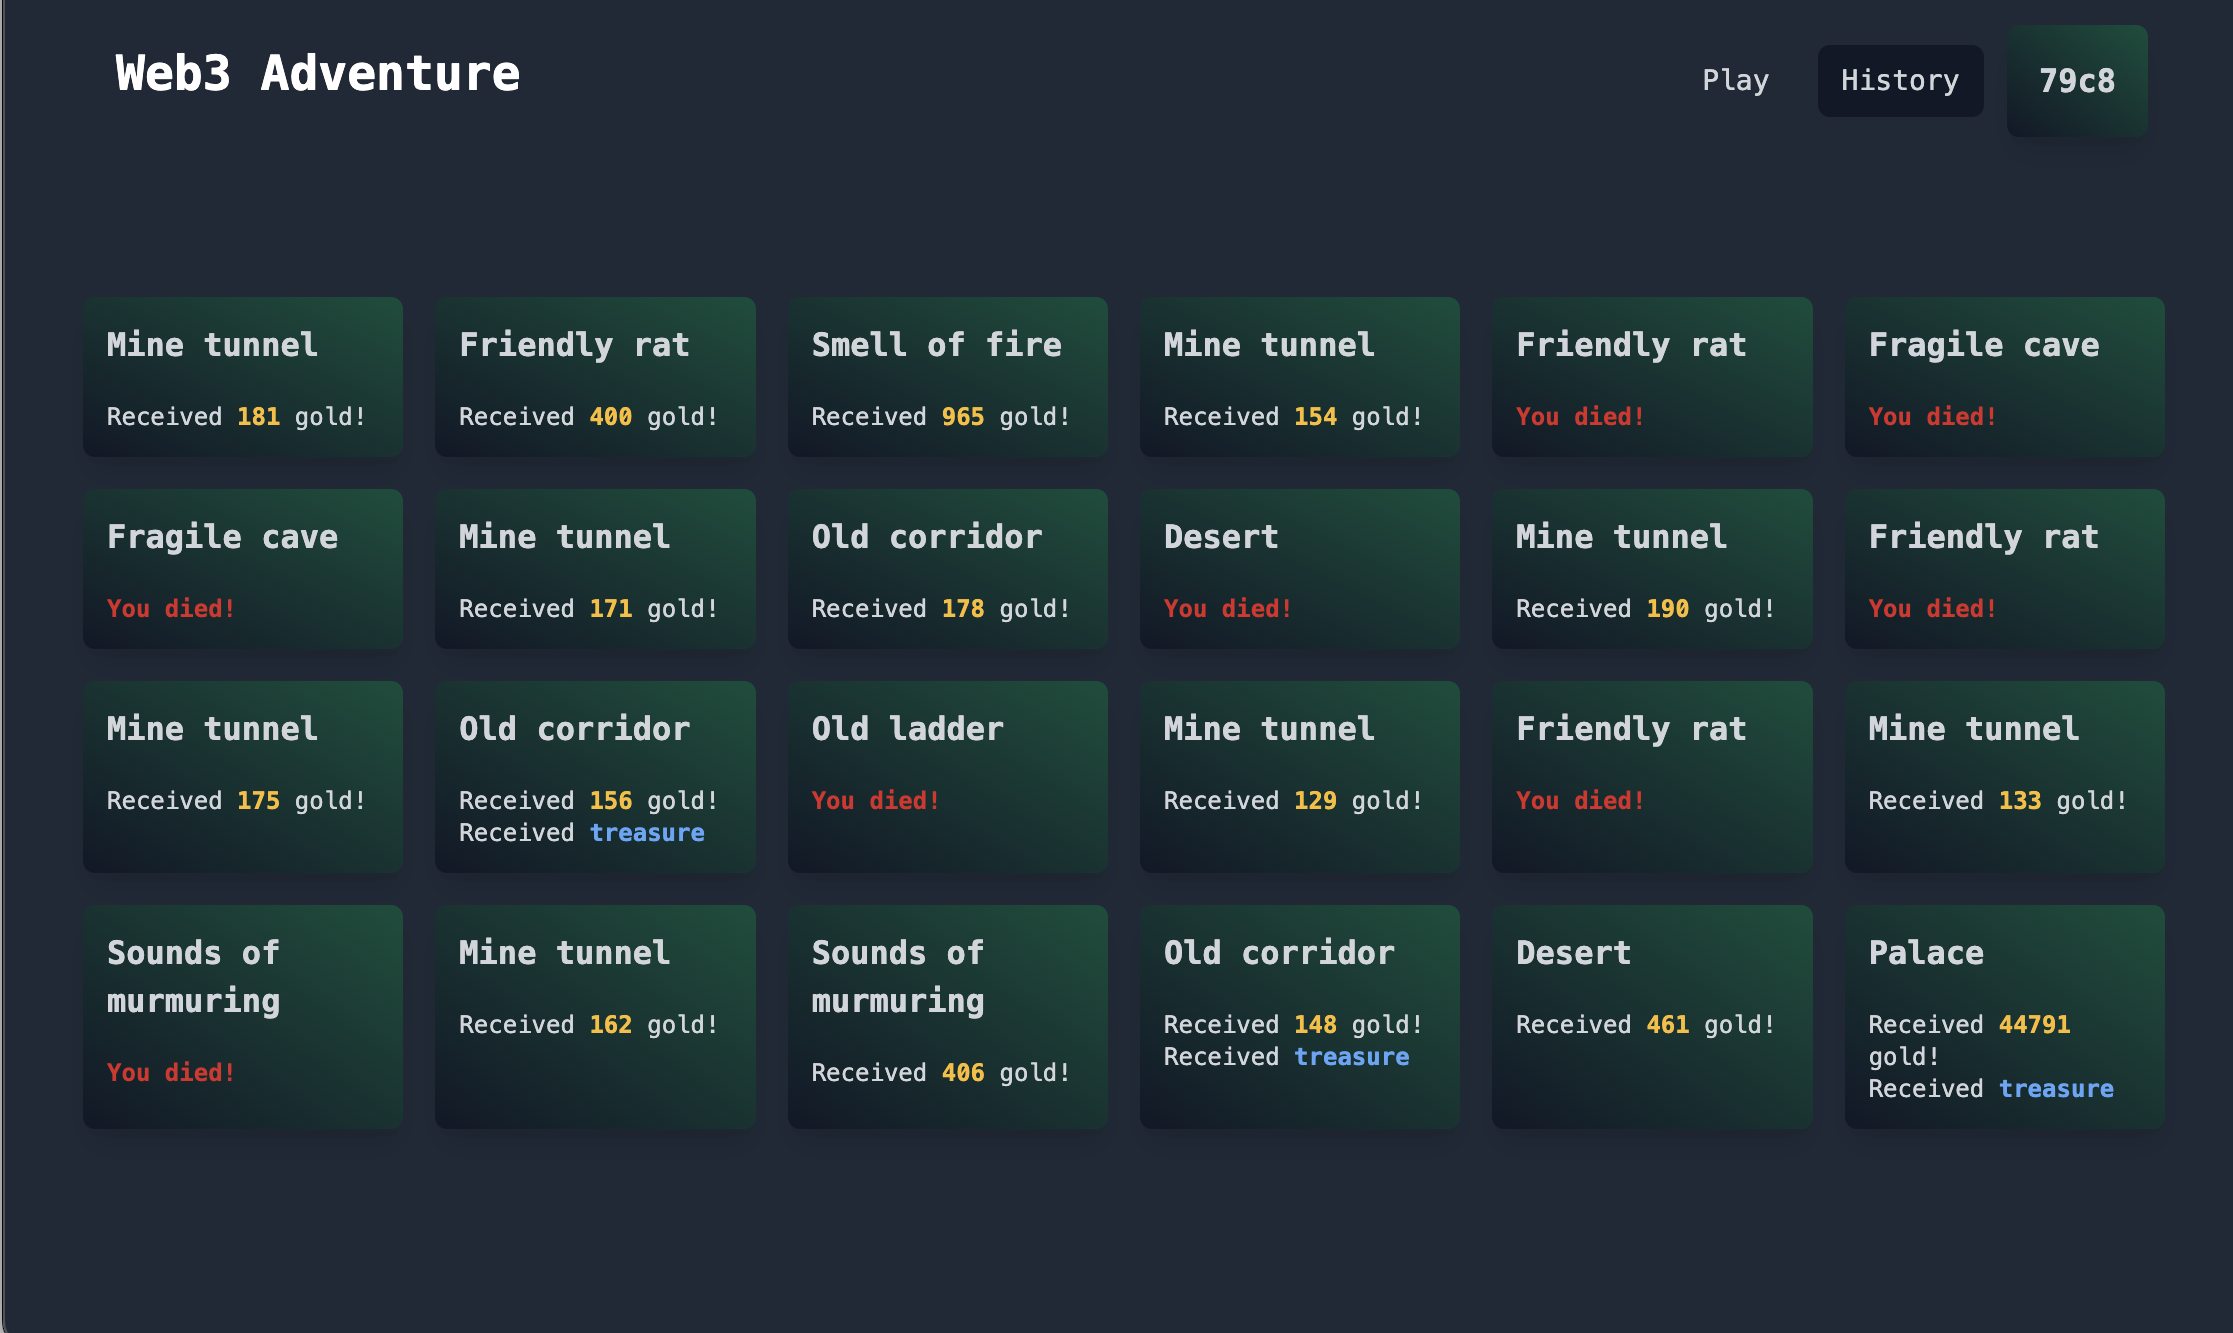 Web3 Adventure
Play
History
79c8
Mine tunnel
Received 181 gold!
Friendly rat
Received 400 gold!
Smell of fire
Received 965 gold!
Mine tunnel
Received 154 gold!
Friendly rat
You died!
Fragile cave
You died!
Fragile cave
You died!
Mine tunnel
Received 171 gold!
Old corridor
Received 178 gold!
Desert
You died!
Mine tunnel
Received 190 gold!
Friendly rat
You died!
Mine tunnel
Received 175 gold!
Old corridor
Received 156 gold!
Received treasure
Old ladder
You died!
Mine tunnel
Received 129 gold!
Friendly rat
You died!
Mine tunnel
Received 133 gold!
Sounds of
murmuring
You died!
Mine tunnel
Received 162 gold!
Sounds of
murmuring
Received 406 gold!
Old corridor
Received 148 gold!
Received treasure
Desert
Received 461 gold!
Palace
Received 44791
gold!
Received treasure